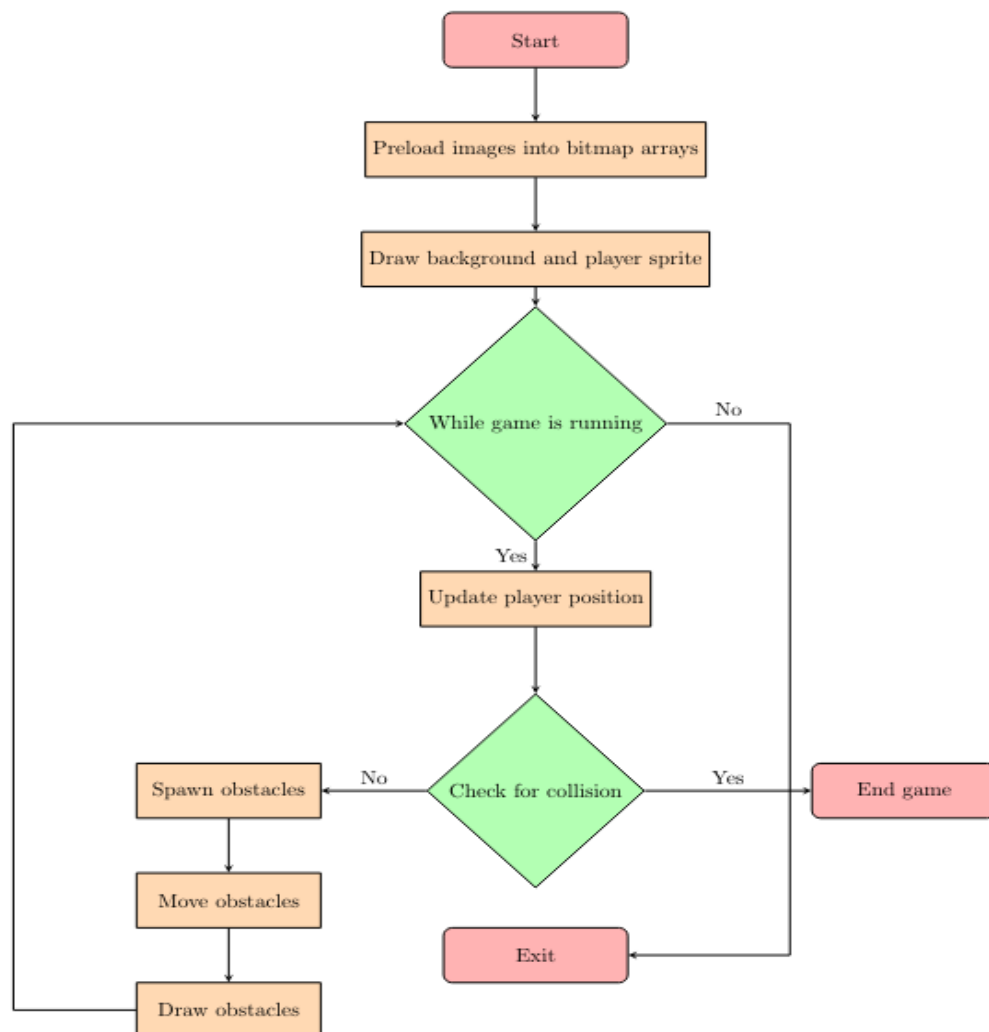 Start
Preload images into bitmap arrays
Draw background and player sprite
While game is running
No
Yes
Update player position
Check for collision
No
Yes
Spawn obstacles
End game
Move obstacles
Exit
Draw obstacles